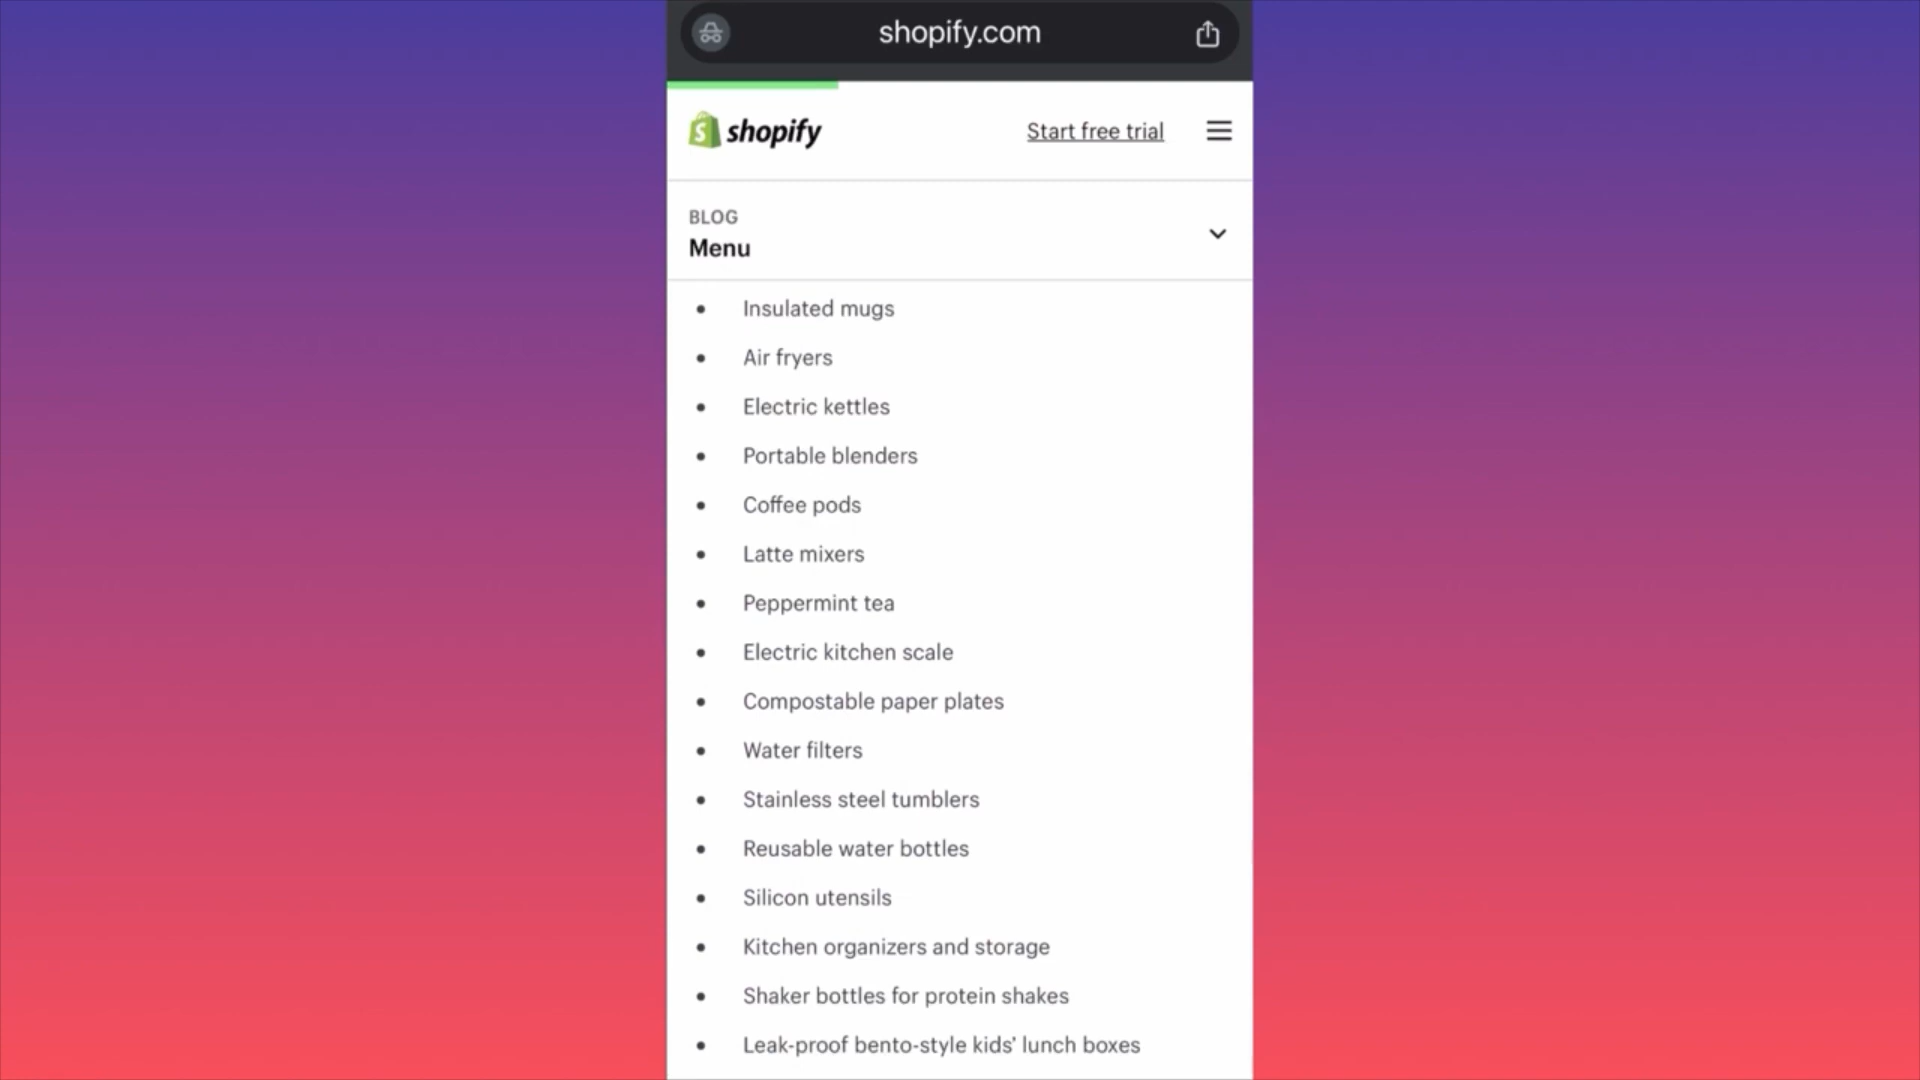 shopify.com
shopify
Start free trial
BLOG
Menu
Insulated mugs
Air fryers
Electric kettles
Portable blenders
Coffee pods
Latte mixers
Peppermint tea
Electric kitchen scale
Compostable paper plates
Water filters
Stainless steel tumblers
Reusable water bottles
Silicon utensils
Kitchen organizers and storage
Shaker bottles for protein shakes
Leak-proof bento-style kids' lunch boxes